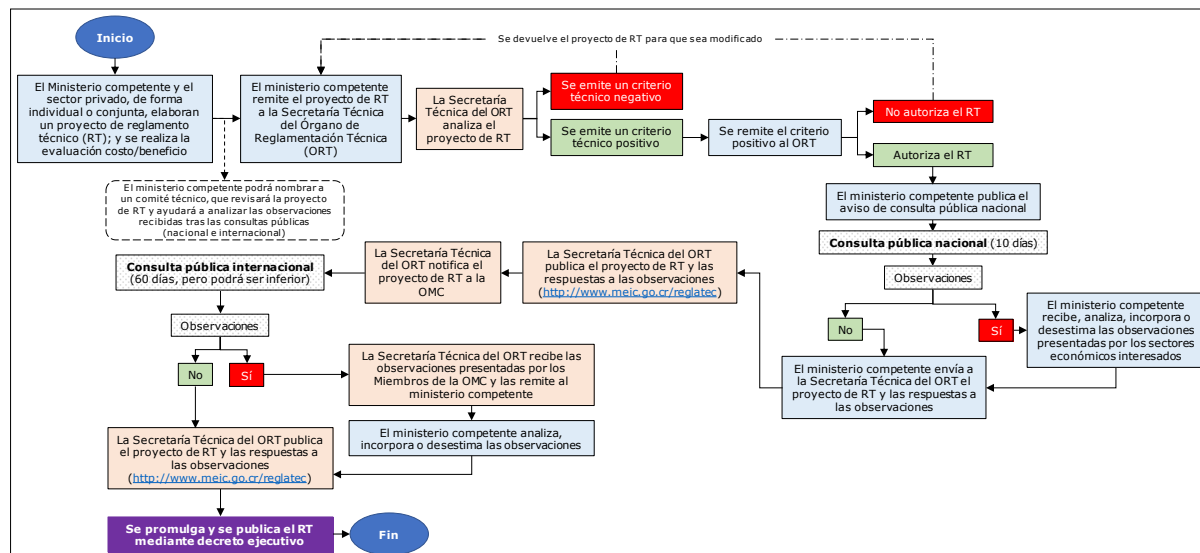 Inicio
Se devuelve el proyecto de RT para que sea modificado
El Ministerio competente y el
sector privado, de forma
individual o conjunta, elaboran
un proyecto de reglamento
técnico (RT); y se realiza la
evaluación costo/beneficio
El ministerio competente
remite el proyecto de RT
a la Secretaría Técnica
del Órgano de
Reglamentación Técnica
(ORT)
La Secretaría
Técnica del ORT
analiza el
proyecto de RT
Se emite un criterio
técnico negativo
Se emite un criterio
técnico positivo
Se remite el criterio
positivo al ORT
No autoriza el RT
Autoriza el RT
El ministerio competente podrá nombrar a
un comité técnico, que revisará la proyecto
de RT y ayudará a analizar las observaciones
recibidas tras las consultas públicas
(nacional e internacional)
El ministerio competente publica el
aviso de consulta pública nacional
Consulta pública nacional (10 días)
Observaciones
No
Sí
El ministerio competente
recibe, analiza, incorpora o
desestima las observaciones
presentadas por los sectores
económicos interesados
El ministerio competente envía a
la Secretaría Técnica del ORT el
proyecto de RT y las respuestas a
las observaciones
La Secretaría Técnica del ORT
publica el proyecto de RT y las
respuestas a las observaciones
(http://www.meic.go.cr/reglatec)
La Secretaría Técnica
del ORT notifica el
proyecto de RT a la
OMC
Consulta pública internacional
(60 días, pero podrá ser inferior)
Observaciones
No
Sí
La Secretaría Técnica del ORT recibe las
observaciones presentadas por los
Miembros de la OMC y las remite al
ministerio competente
El ministerio competente analiza,
incorpora o desestima las observaciones
La Secretaría Técnica del ORT publica
el proyecto de RT y las respuestas a
las observaciones
(http://www.meic.go.cr/reglatec)
Se promulga y se publica el RT
mediante decreto ejecutivo
Fin